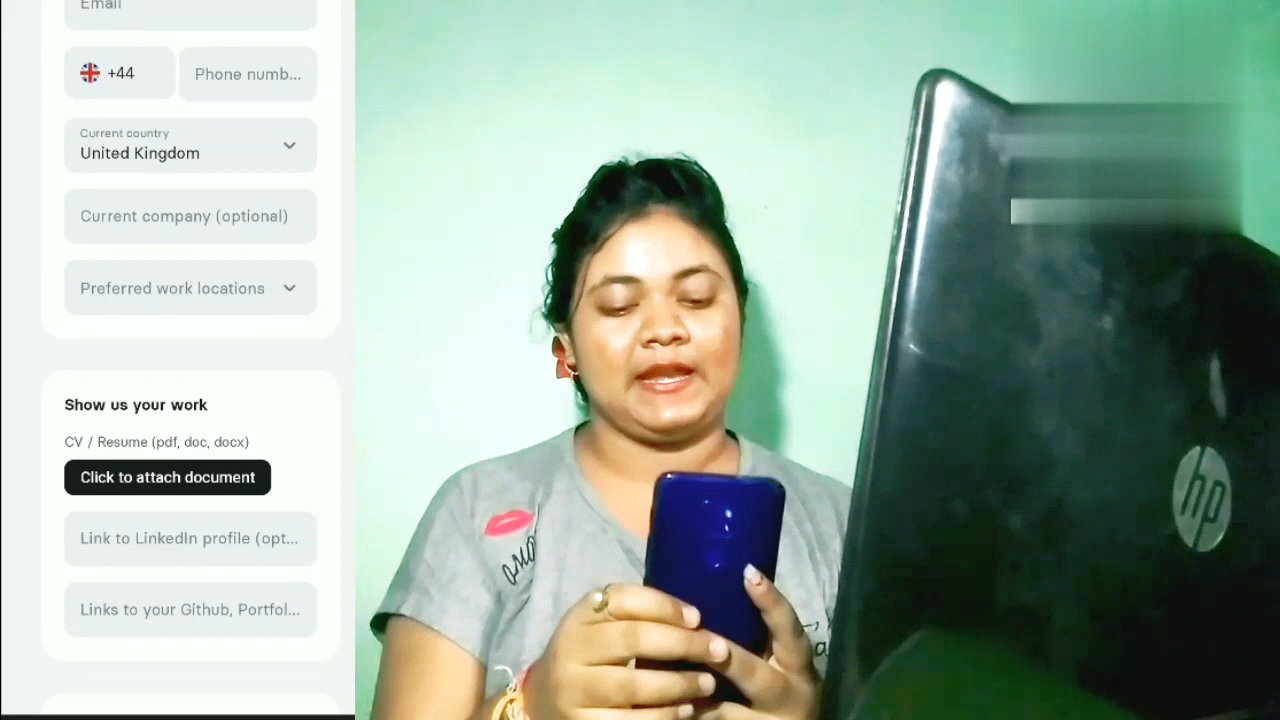 Email
+44
Phone numb...
Current country
United Kingdom
Current company (optional)
Preferred work locations
Show us your work
CV / Resume (pdf, doc, docx)
Click to attach document
Link to LinkedIn profile (opt...
Links to your Github, Portfol...
hp